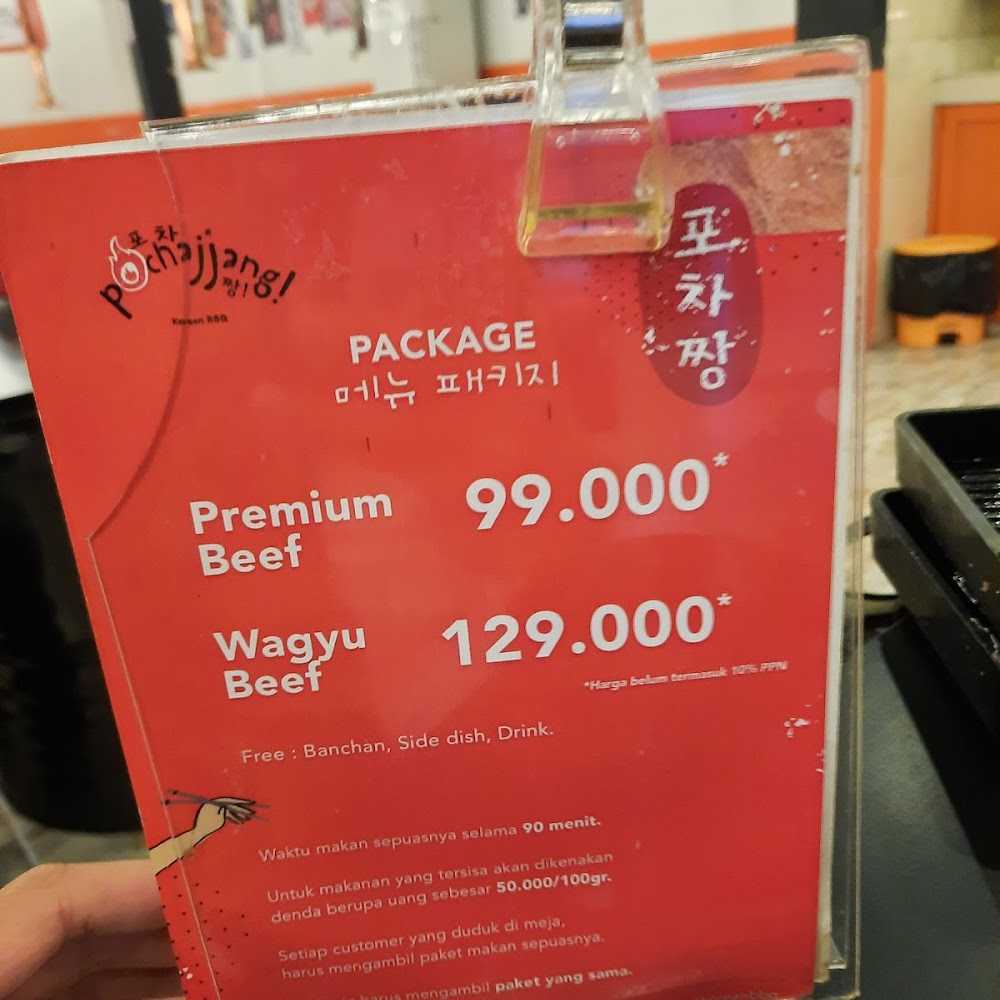 포차
pochajjang!
짱!
Korean BBQ
포차짱
PACKAGE
메뉴 패키지
Premium
Beef
99.000*
Wagyu
Beef
129.000*
*Harga belum termasuk 10% PPN
Free : Banchan, Side dish, Drink.
Waktu makan sepuasnya selama 90 menit.
Untuk makanan yang tersisa akan dikenakan
denda berupa uang sebesar 50.000/100gr.
Setiap customer yang duduk di meja,
harus mengambil paket makan sepuasnya.
harus mengambil paket yang sama.